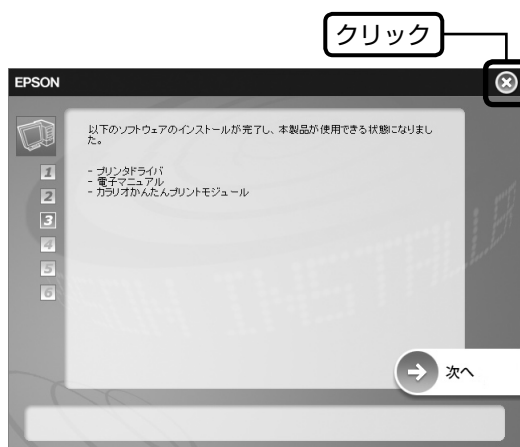 クリック
EPSON
以下のソフトウェアのインストールが完了し、本製品が使用できる状態になりまし
た。
- プリンタドライバ
- 電子マニュアル
- カラリオかんたんプリントモジュール
1
2
3
4
5
6
EPSON INSTALLE
次へ